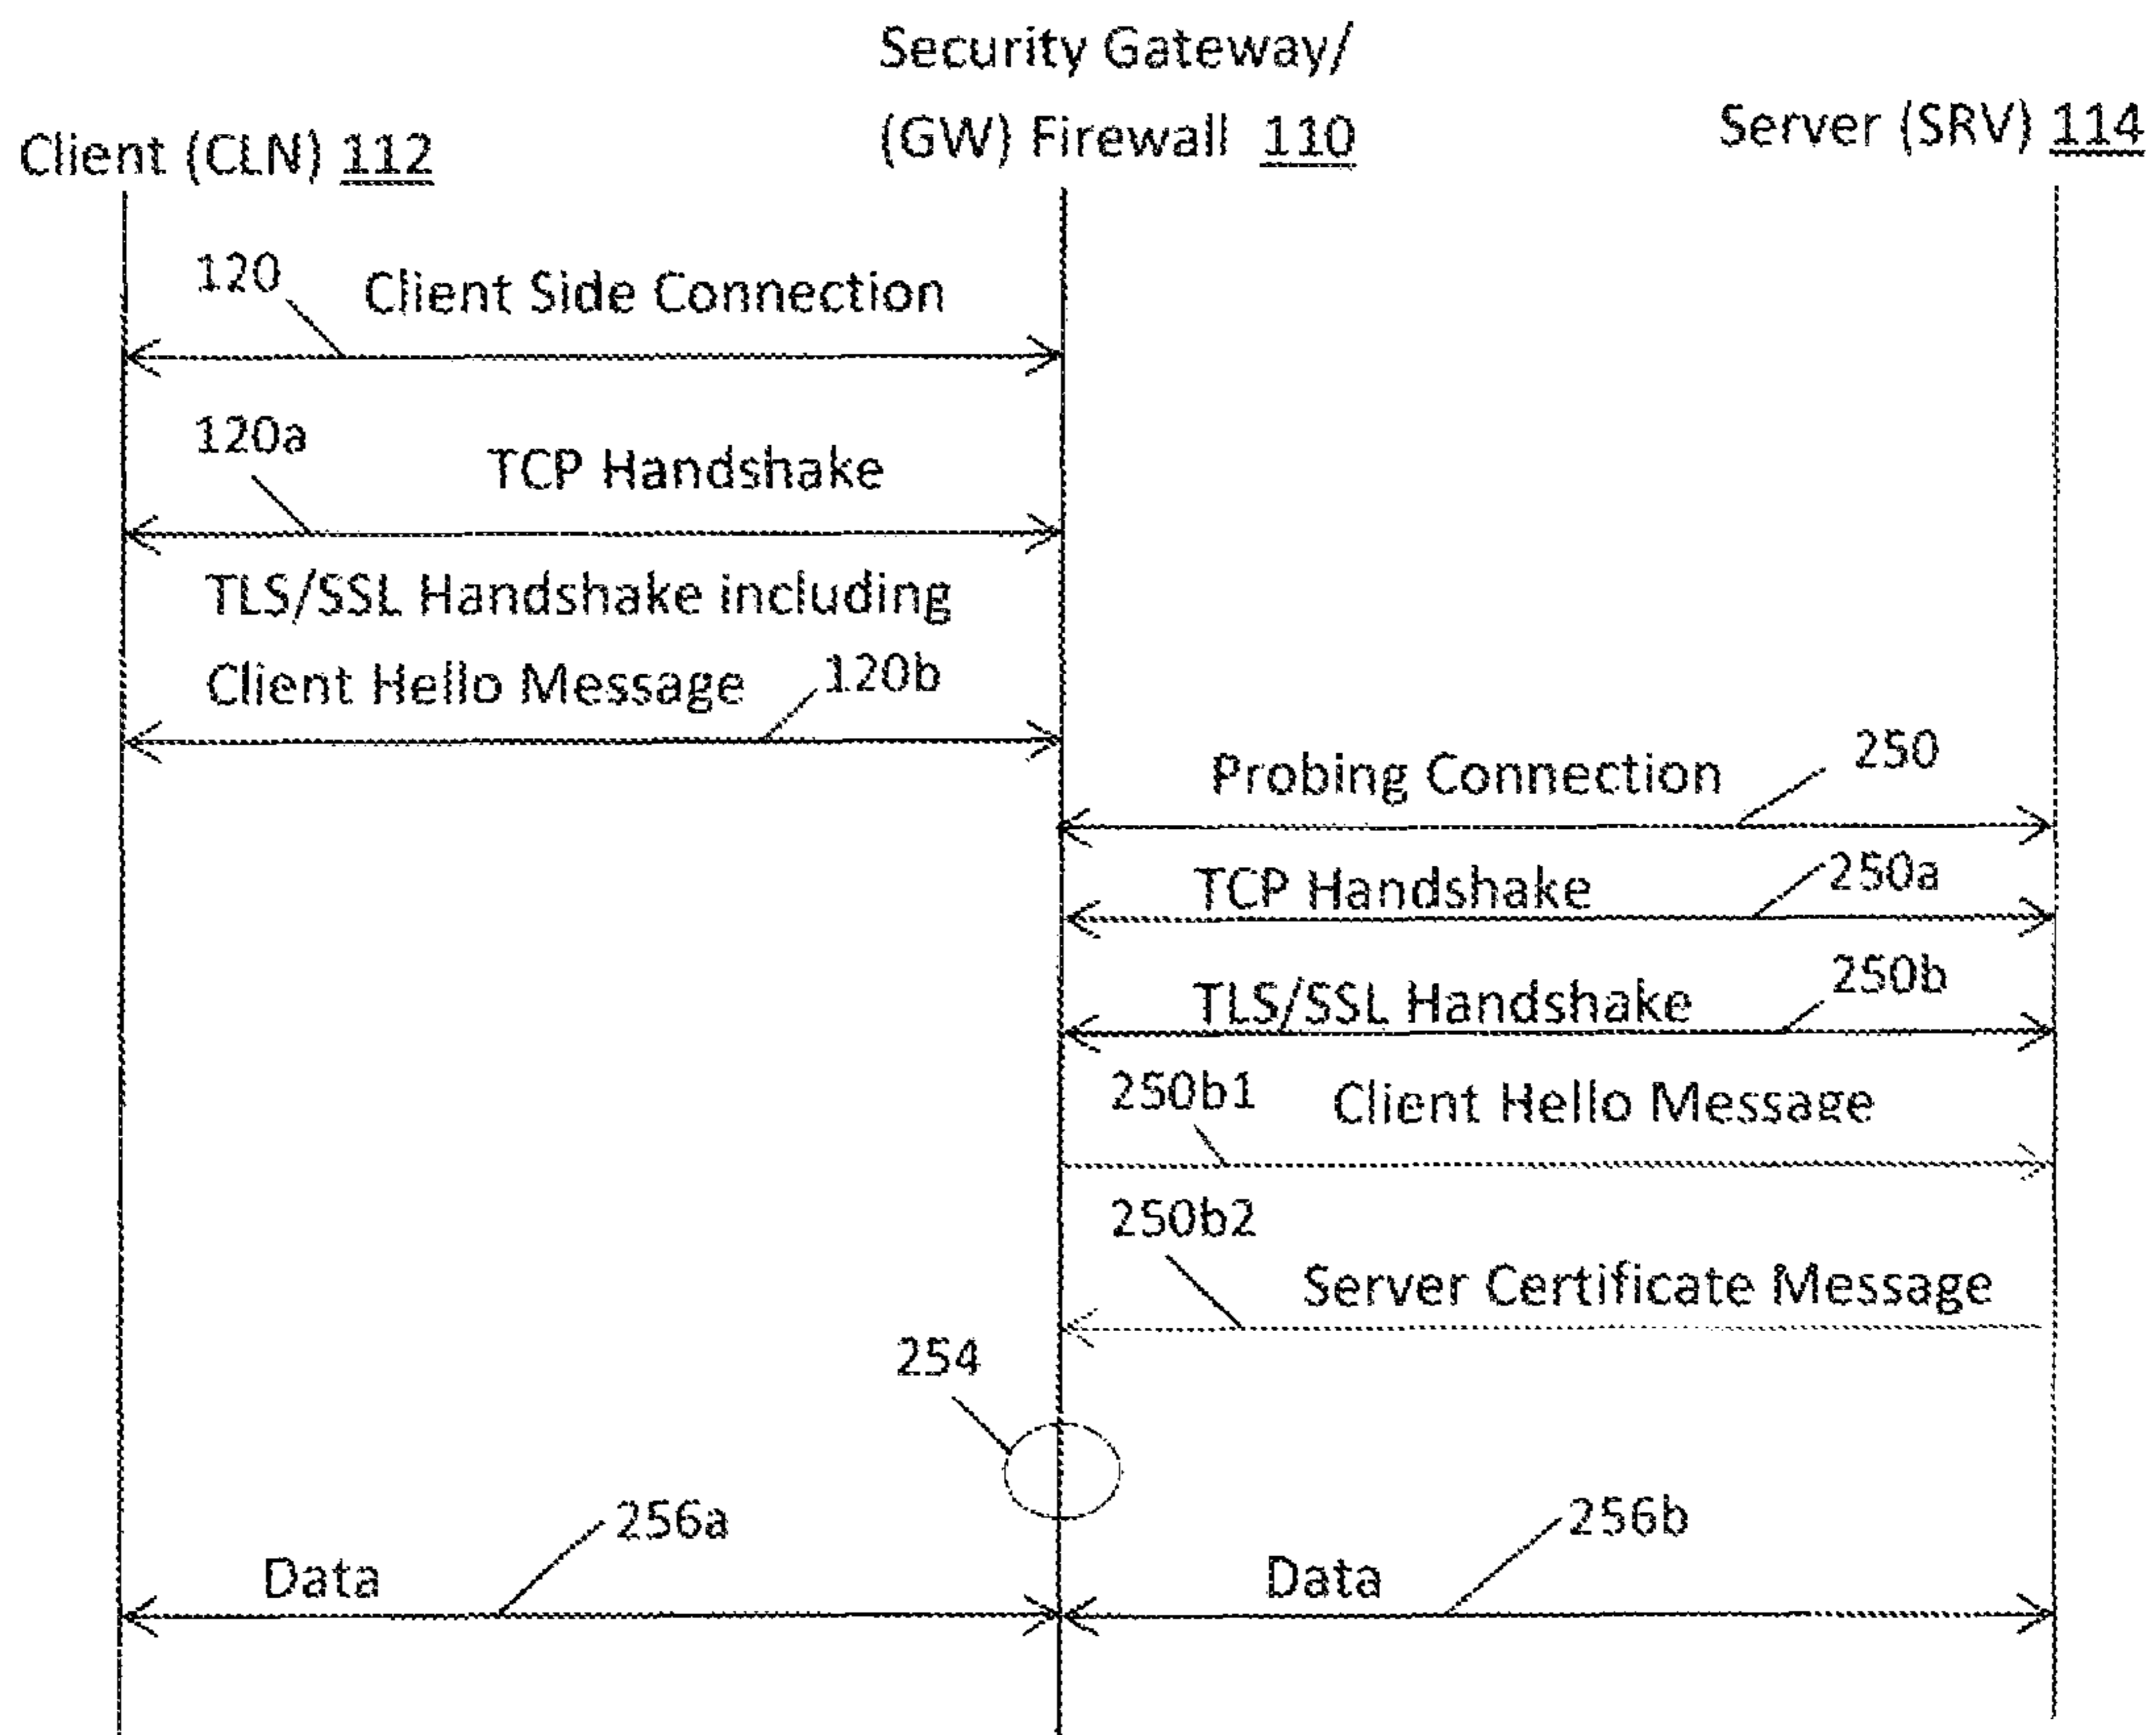 Security Gateway/
(GW) Firewall 110
Client (CLN) 112
Server (SRV) 114
120
Client Side Connection
120a
TCP Handshake
TLS/SSL Handshake including
Client Hello Message
120b
Probing Connection
250
TCP Handshake
250a
TLS/SSL Handshake
250b
250b1
Client Hello Message
250b2
Server Certificate Message
254
256a
Data
256b
Data